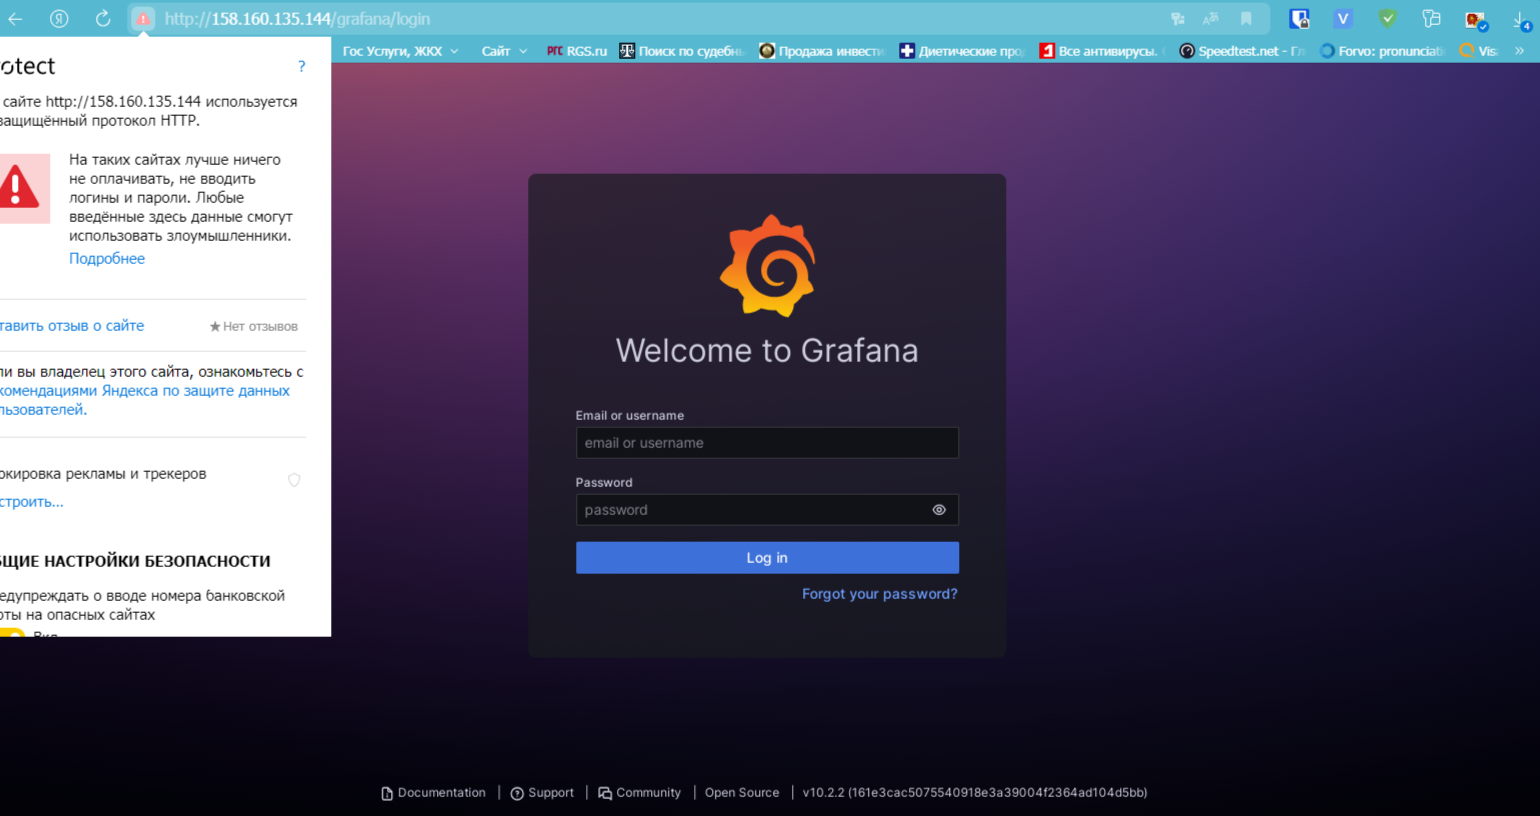 http://158.160.135.144/grafana/login
4
Гос Услуги, ЖКХ
Сайт
РГС RGS.ru
Поиск по судебн
Продажа инвести
Диетические про
Все антивирусы.
Speedtest.net - Гл
Forvo: pronunciati
Vis
otect
?
сайте http://158.160.135.144 используется
защищённый протокол HTTP.
На таких сайтах лучше ничего
не оплачивать, не вводить
логины и пароли. Любые
введённые здесь данные смогут
использовать злоумышленники.
Подробнее
тавить отзыв о сайте
Нет отзывов
ли вы владелец этого сайта, ознакомьтесь с
комендациями Яндекса по защите данных
льзователей.
окировка рекламы и трекеров
строить...
БЩИЕ НАСТРОЙКИ БЕЗОПАСНОСТИ
едупреждать о вводе номера банковской
рты на опасных сайтах
Вкл
Welcome to Grafana
Email or username
email or username
Password
password
Log in
Forgot your password?
Documentation | Support | Community | Open Source | v10.2.2 (161e3cac5075540918e3a39004f2364ad104d5bb)